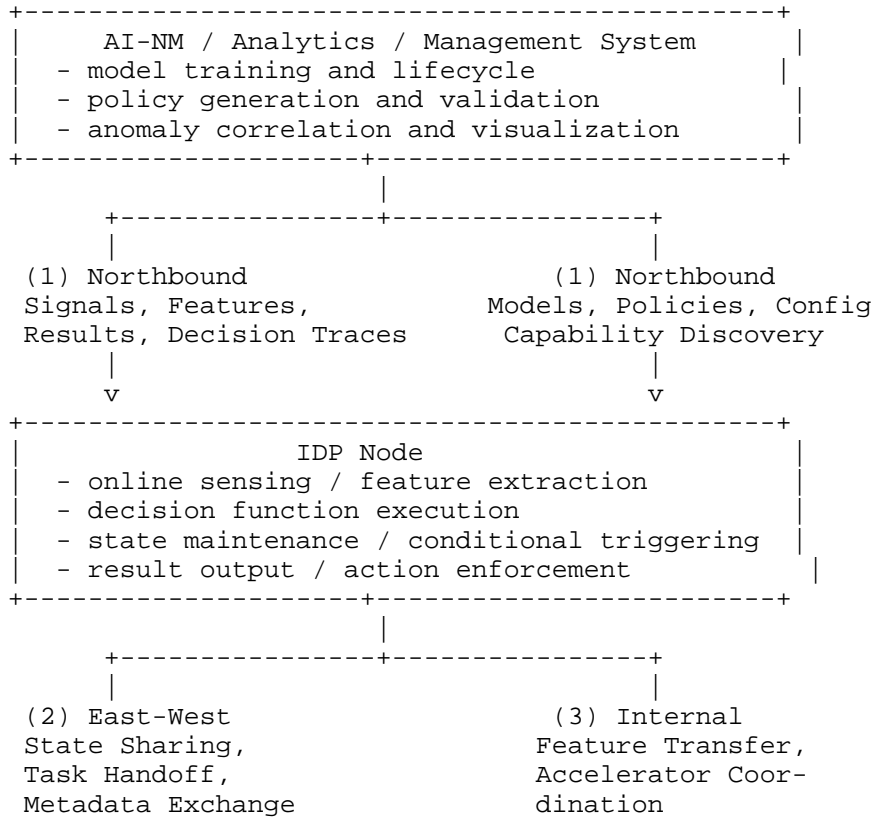 AI-NM / Analytics / Management System
- model training and lifecycle
- policy generation and validation
- anomaly correlation and visualization
(1) Northbound (1) Northbound
Signals, Features, Models, Policies, Config
Results, Decision Traces Capability Discovery
v v
IDP Node
- online sensing / feature extraction
- decision function execution
- state maintenance / conditional triggering
- result output / action enforcement
(2) East-West (3) Internal
State Sharing, Feature Transfer,
Task Handoff, Accelerator Coor-
Metadata Exchange dination